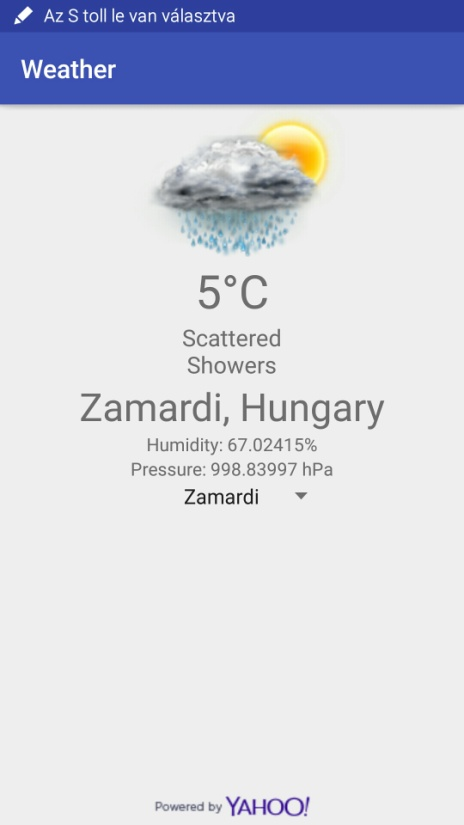 Az S toll le van választva
Weather
5°C
Scattered
Showers
Zamardi, Hungary
Humidity: 67.02415%
Pressure: 998.83997 hPa
Zamardi
Powered by YAHOO!